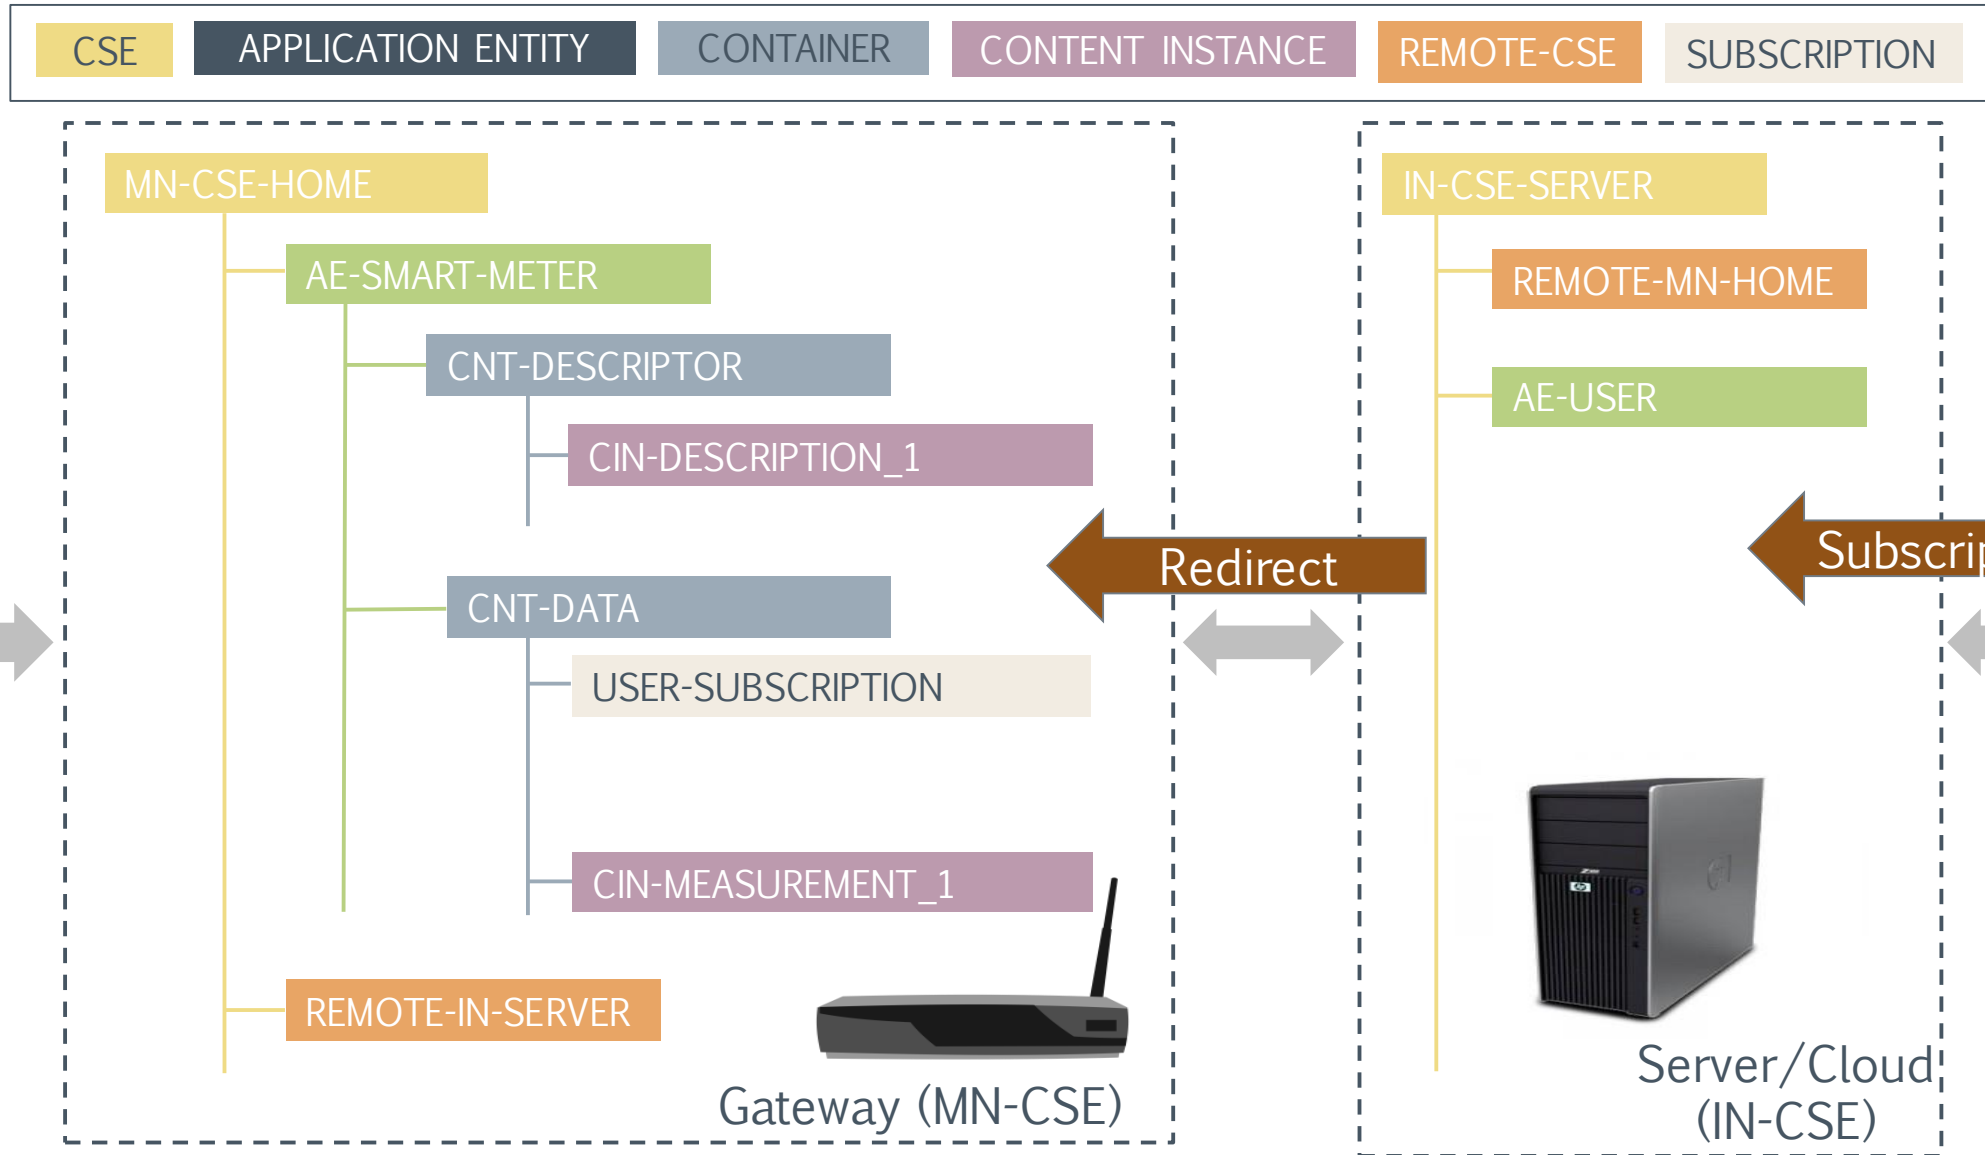 CSE
APPLICATION ENTITY
CONTAINER
CONTENT INSTANCE
REMOTE-CSE
SUBSCRIPTION
MN-CSE-HOME
AE-SMART-METER
CNT-DESCRIPTOR
CIN-DESCRIPTION_1
CNT-DATA
USER-SUBSCRIPTION
CIN-MEASUREMENT_1
REMOTE-IN-SERVER
Gateway (MN-CSE)
Redirect
IN-CSE-SERVER
REMOTE-MN-HOME
AE-USER
Subscrip
hp
Server/Cloud
(IN-CSE)